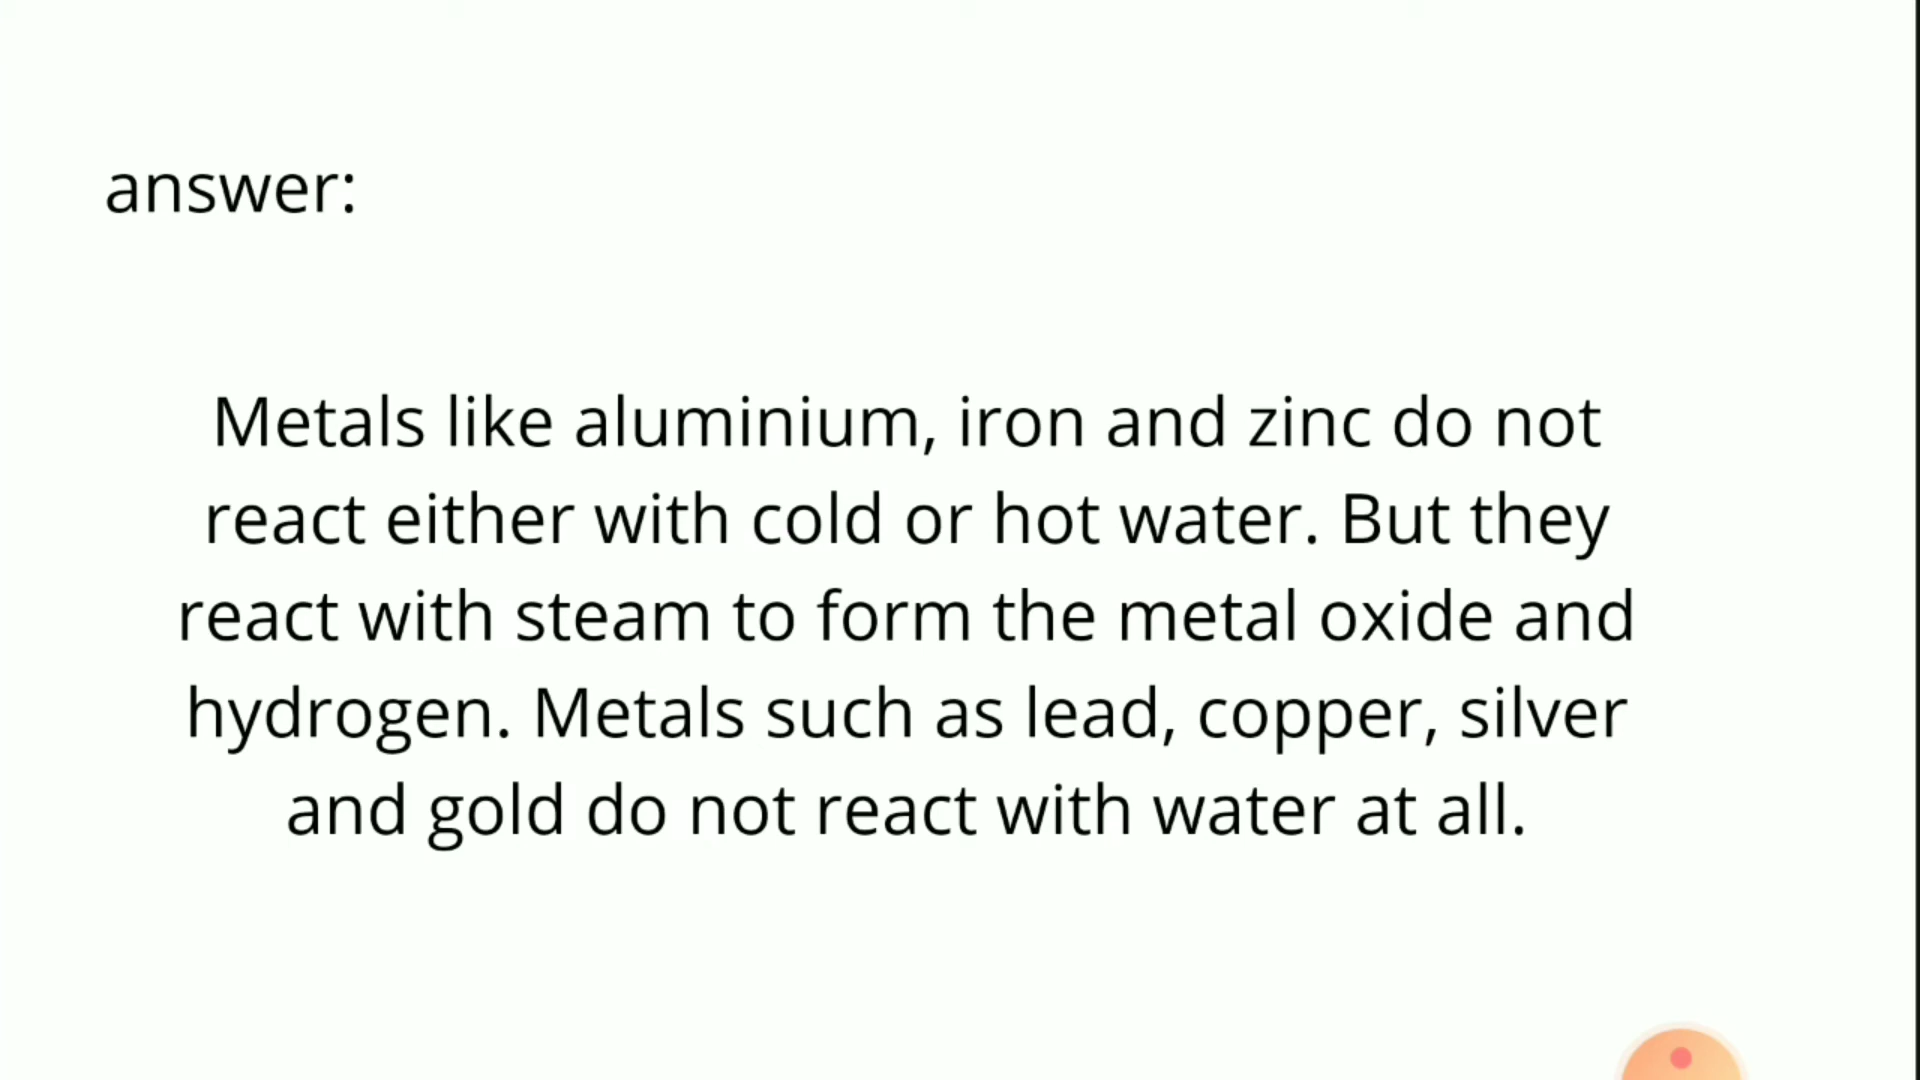 answer:
Metals like aluminium, iron and zinc do not
react either with cold or hot water. But they
react with steam to form the metal oxide and
hydrogen. Metals such as lead, copper, silver
and gold do not react with water at all.